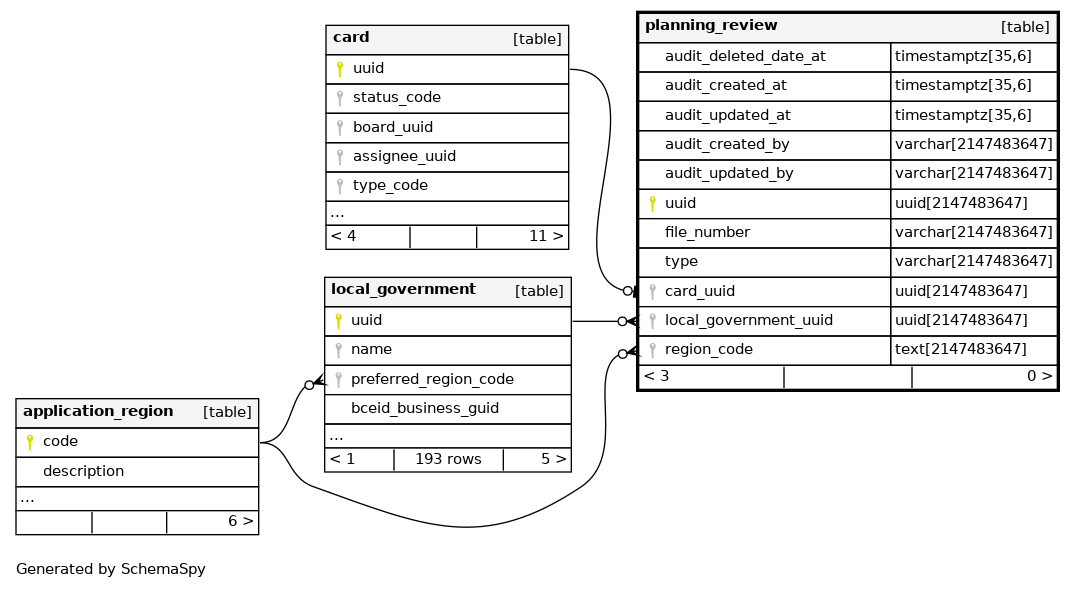 card [table]
uuid
status_code
board_uuid
assignee_uuid
type_code
...
< 4 11 >
planning_review [table]
audit_deleted_date_at timestamptz[35,6]
audit_created_at timestamptz[35,6]
audit_updated_at timestamptz[35,6]
audit_created_by varchar[2147483647]
audit_updated_by varchar[2147483647]
uuid uuid[2147483647]
file_number varchar[2147483647]
type varchar[2147483647]
card_uuid uuid[2147483647]
local_government_uuid uuid[2147483647]
region_code text[2147483647]
< 3 0 >
local_government [table]
uuid
name
preferred_region_code
bceid_business_guid
...
< 1 193 rows 5 >
application_region [table]
code
description
...
6 >
Generated by SchemaSpy